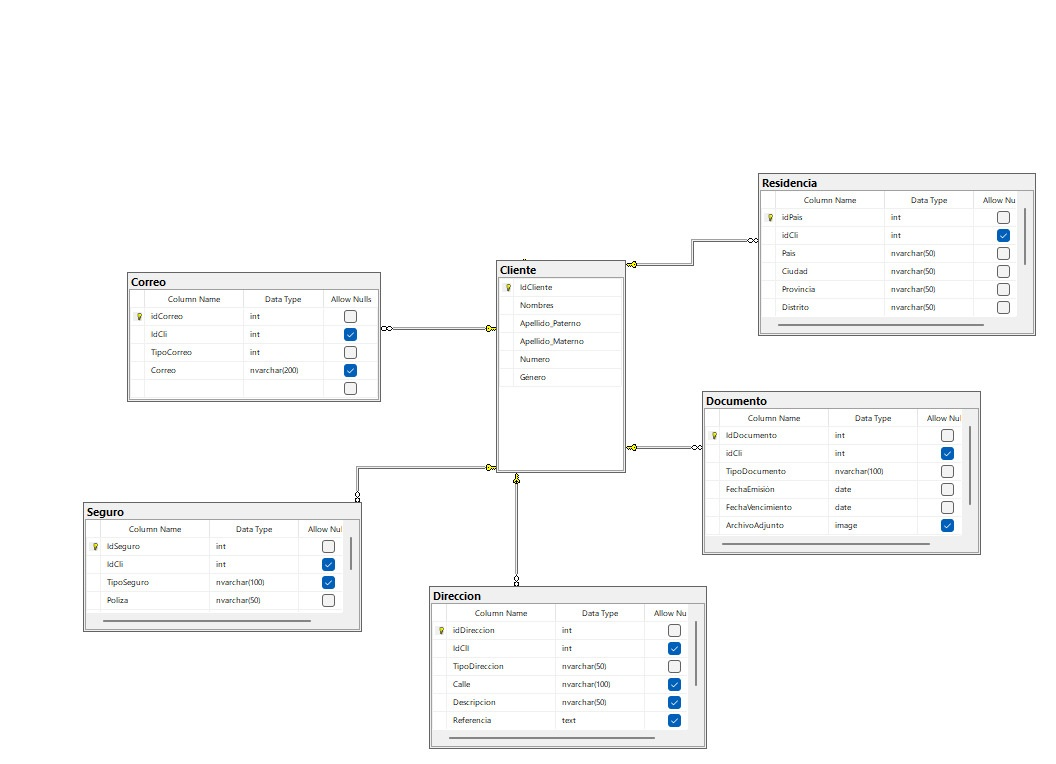 Residencia
Column Name Data Type Allow Nu
idPais int
idCli int
Pais nvarchar(50)
Ciudad nvarchar(50)
Provincia nvarchar(50)
Distrito nvarchar(50)
Cliente
IdCliente
Nombres
Apellido_Paterno
Apellido_Materno
Numero
Género
Correo
Column Name Data Type Allow Nulls
idCorreo int
IdCli int
TipoCorreo int
Correo nvarchar(200)
Documento
Column Name Data Type Allow Nul
IdDocumento int
idCli int
TipoDocumento nvarchar(100)
FechaEmisión date
FechaVencimiento date
ArchivoAdjunto image
Seguro
Column Name Data Type Allow Nul
IdSeguro int
IdCli int
TipoSeguro nvarchar(100)
Poliza nvarchar(50)
Direccion
Column Name Data Type Allow Nu
idDireccion int
IdClI int
TipoDireccion nvarchar(50)
Calle nvarchar(100)
Descripcion nvarchar(50)
Referencia text